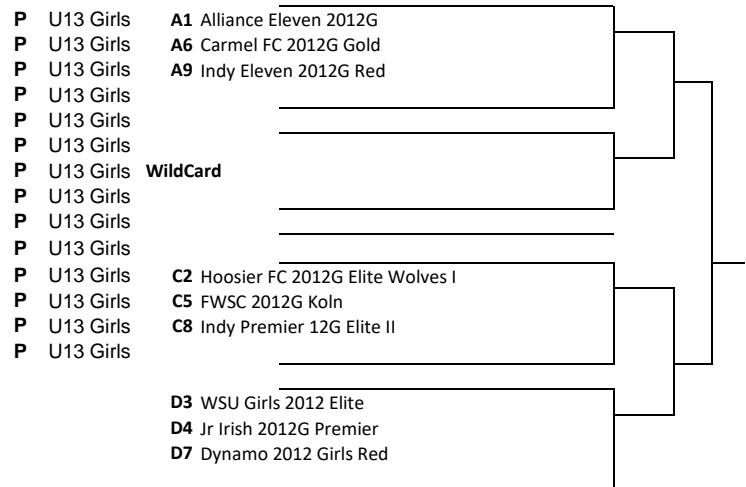 P U13 Girls A1 Alliance Eleven 2012G
P U13 Girls A6 Carmel FC 2012G Gold
P U13 Girls A9 Indy Eleven 2012G Red
P U13 Girls
P U13 Girls
P U13 Girls
P U13 Girls WildCard
P U13 Girls
P U13 Girls
P U13 Girls
P U13 Girls C2 Hoosier FC 2012G Elite Wolves I
P U13 Girls C5 FWSC 2012G Koln
P U13 Girls C8 Indy Premier 12G Elite II
P U13 Girls
D3 WSU Girls 2012 Elite
D4 Jr Irish 2012G Premier
D7 Dynamo 2012 Girls Red